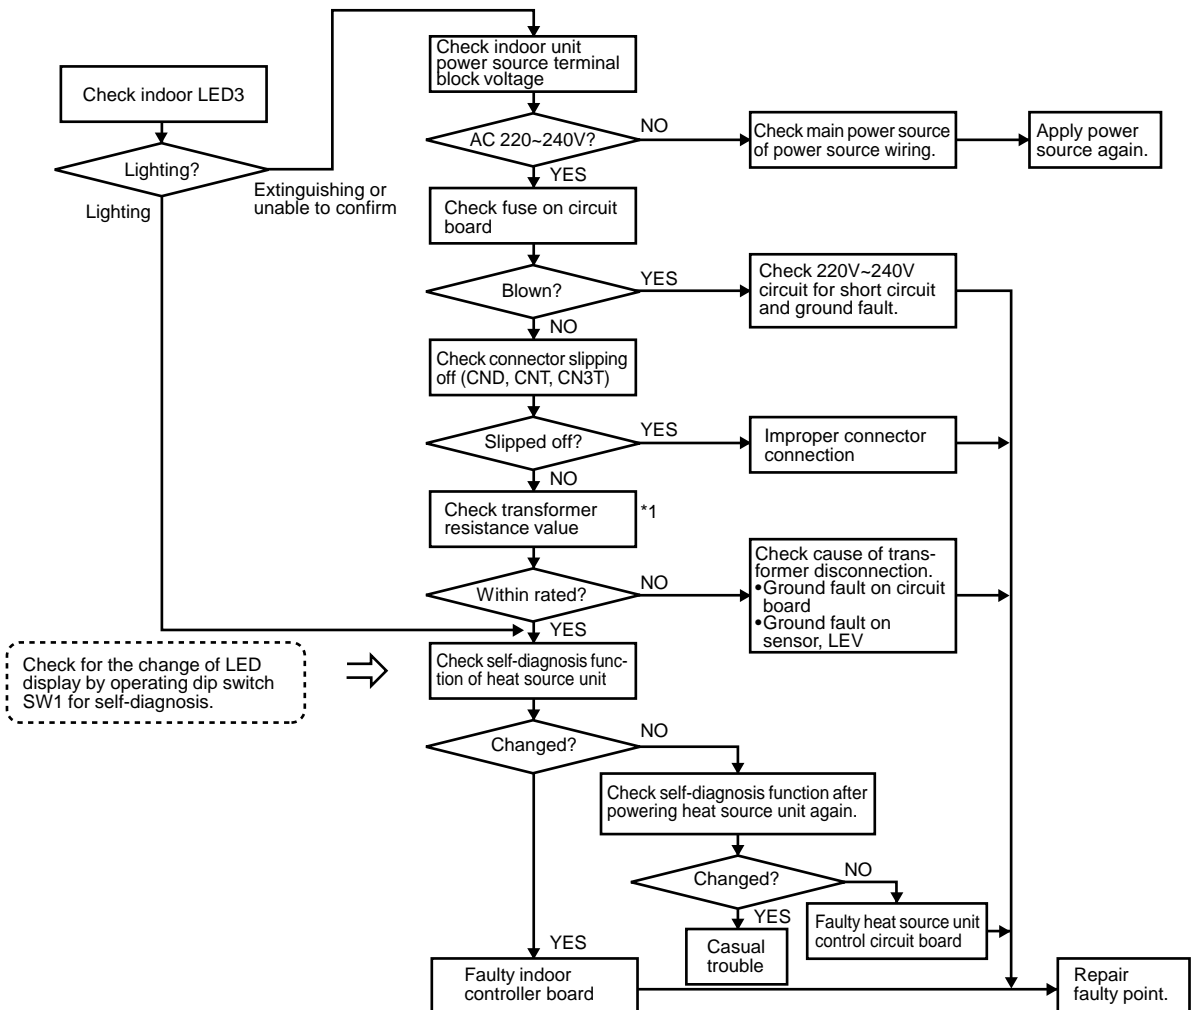 Check indoor unit
power source terminal
block voltage
Check indoor LED3
AC 220~240V?
NO
Check main power source
of power source wiring.
Apply power
source again.
Lighting?
YES
Extinguishing or
unable to confirm
Lighting
Check fuse on circuit
board
Blown?
YES
Check 220V~240V
circuit for short circuit
and ground fault.
NO
Check connector slipping
off (CND, CNT, CN3T)
Slipped off?
YES
Improper connector
connection
NO
Check transformer
resistance value
*1
Within rated?
NO
Check cause of trans-
former disconnection.
•Ground fault on circuit
board
•Ground fault on
sensor, LEV
YES
Check for the change of LED
display by operating dip switch
SW1 for self-diagnosis.
Check self-diagnosis func-
tion of heat source unit
Changed?
NO
Check self-diagnosis function after
powering heat source unit again.
Changed?
NO
YES
Faulty heat source unit
control circuit board
Casual
trouble
YES
Faulty indoor
controller board
Repair
faulty point.